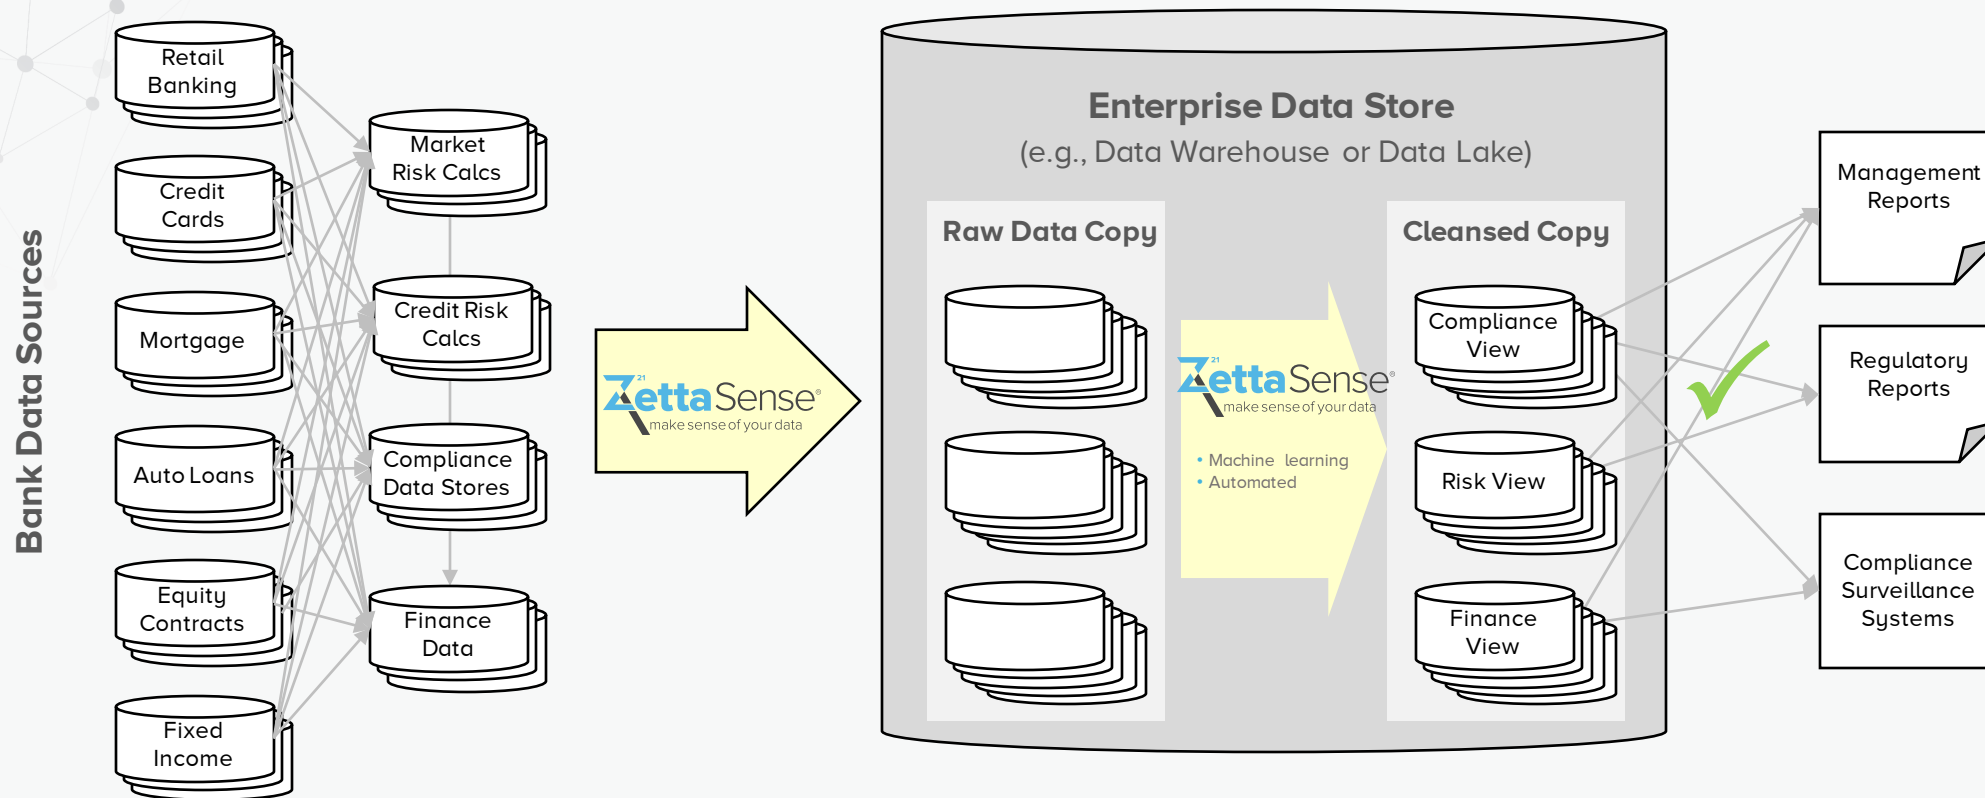 Bank Data Sources
Retail
Banking
Credit
Cards
Mortgage
Auto Loans
Equity
Contracts
Fixed
Income
Market
Risk Calcs
Credit Risk
Calcs
Compliance
Data Stores
Finance
Data
21
ZettaSense®
make sense of your data
Enterprise Data Store
(e.g., Data Warehouse or Data Lake)
Raw Data Copy
21
ZettaSense®
make sense of your data
• Machine learning
• Automated
Cleansed Copy
Compliance
View
Risk View
Finance
View
Management
Reports
Regulatory
Reports
Compliance
Surveillance
Systems